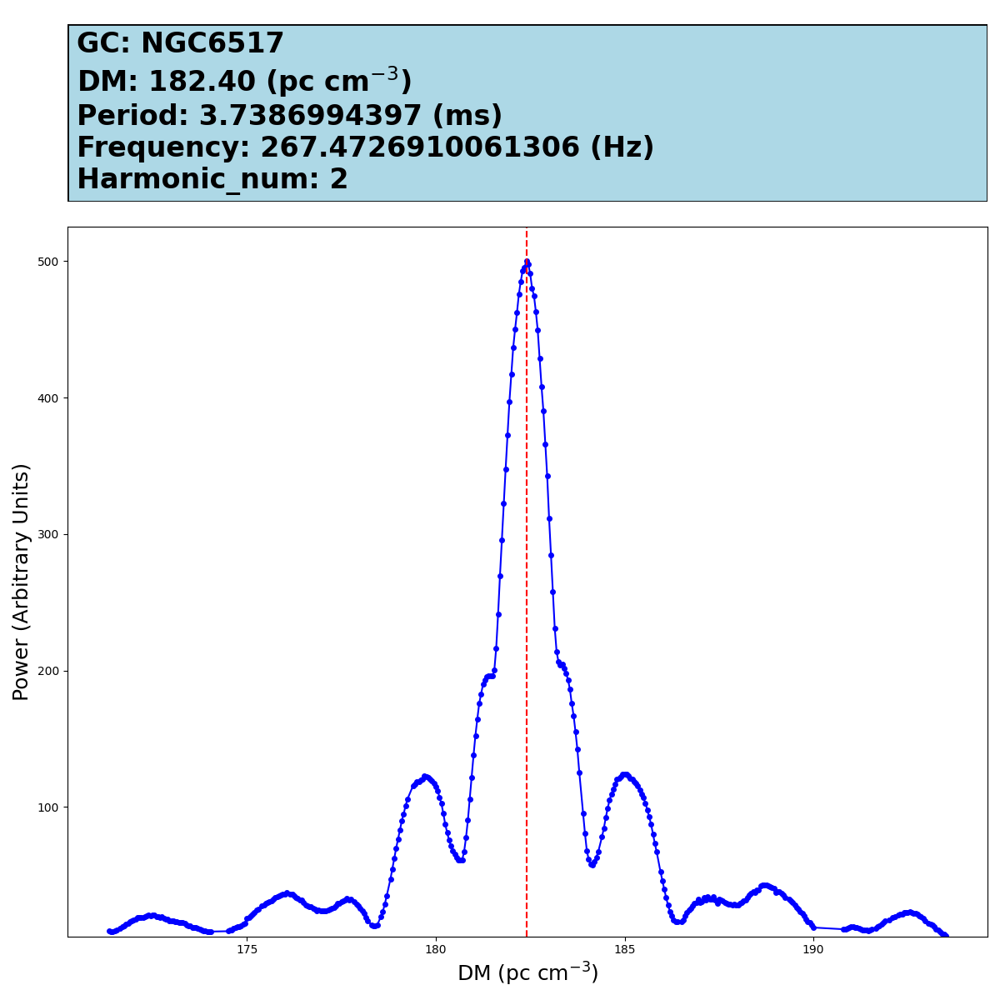 GC: NGC6517
DM: 182.40 (pc cm⁻³)
Period: 3.7386994397 (ms)
Frequency: 267.4726910061306 (Hz)
Harmonic_num: 2
500
400
300
200
100
Power (Arbitrary Units)
175 180 185 190
DM (pc cm⁻³)